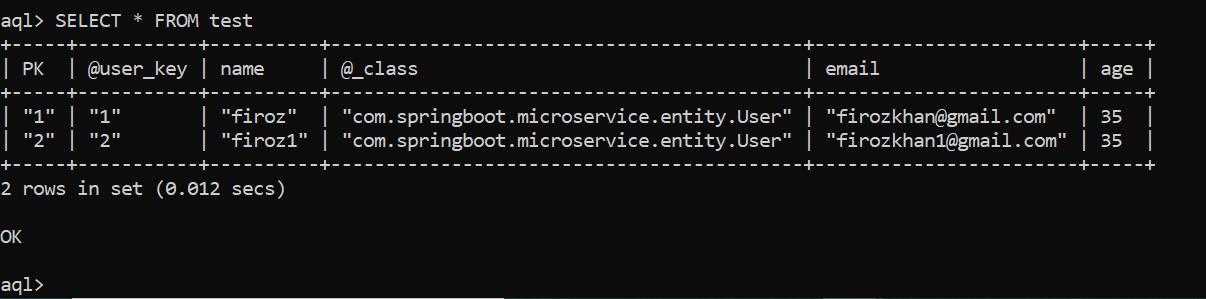 aql> SELECT * FROM test
+-----+-----------+----------+-------------------------------------------+------------------------+-----+
| PK  | @user_key | name     | @_class                                   | email                  | age |
+-----+-----------+----------+-------------------------------------------+------------------------+-----+
| "1" | "1"       | "firoz"  | "com.springboot.microservice.entity.User" | "firozkhan@gmail.com"  | 35  |
| "2" | "2"       | "firoz1" | "com.springboot.microservice.entity.User" | "firozkhan1@gmail.com" | 35  |
+-----+-----------+----------+-------------------------------------------+------------------------+-----+
2 rows in set (0.012 secs)
OK
aql>